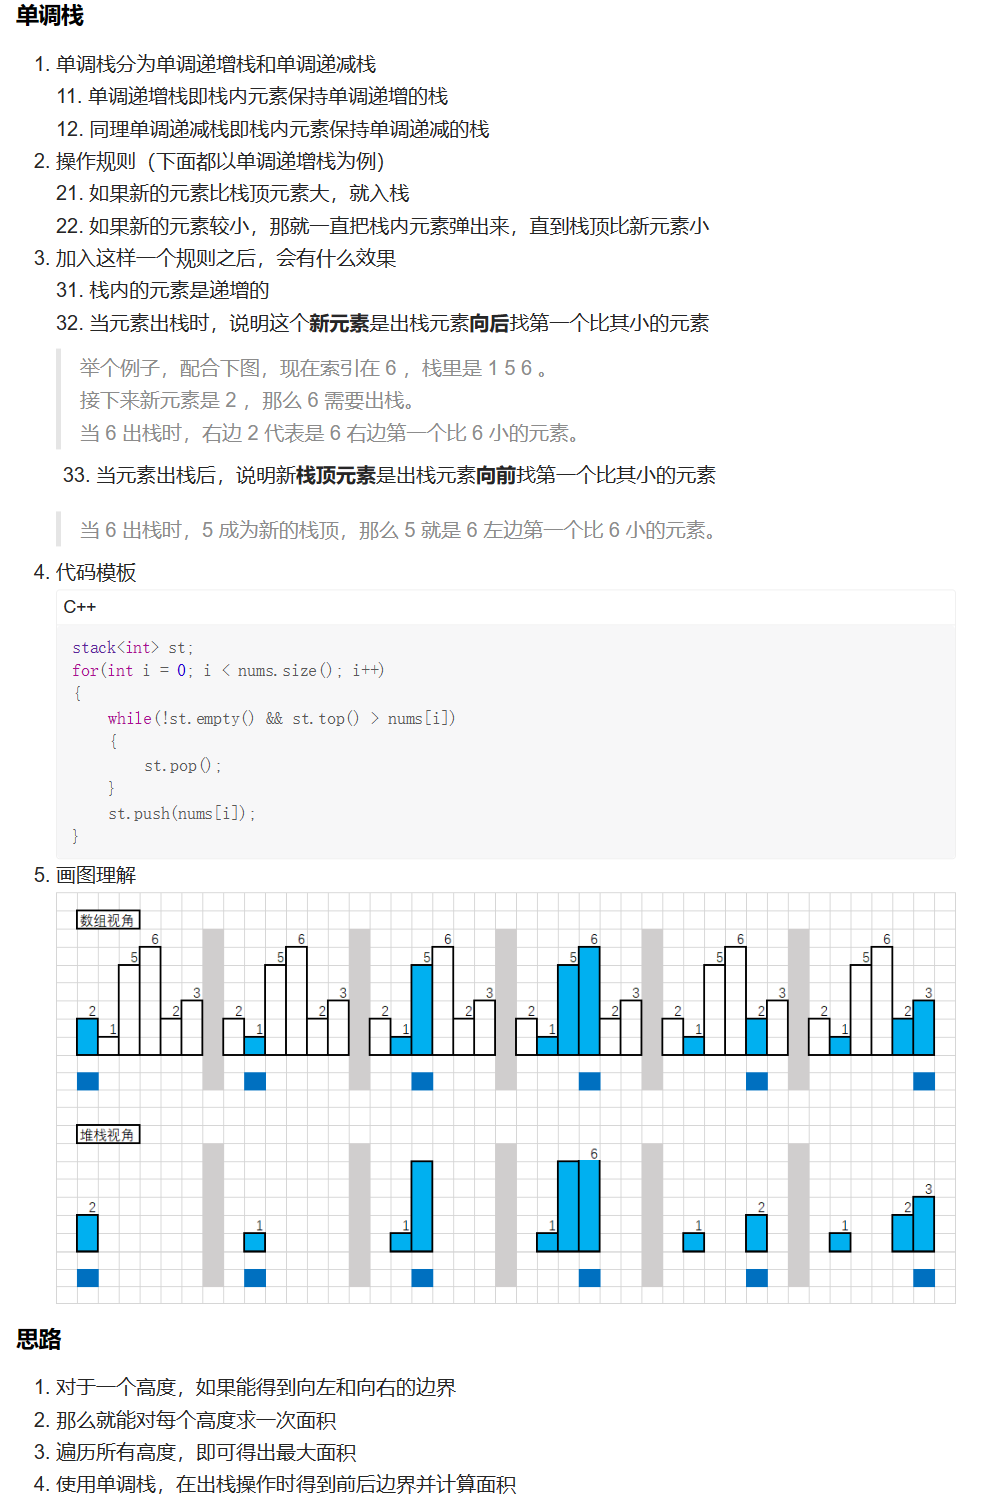 单调栈
1. 单调栈分为单调递增栈和单调递减栈
11. 单调递增栈即栈内元素保持单调递增的栈
12. 同理单调递减栈即栈内元素保持单调递减的栈
2. 操作规则（下面都以单调递增栈为例）
21. 如果新的元素比栈顶元素大，就入栈
22. 如果新的元素较小，那就一直把栈内元素弹出来，直到栈顶比新元素小
3. 加入这样一个规则之后，会有什么效果
31. 栈内的元素是递增的
32. 当元素出栈时，说明这个新元素是出栈元素向后找第一个比其小的元素
举个例子，配合下图，现在索引在 6 ，栈里是 1 5 6 。
接下来新元素是 2 ，那么 6 需要出栈。
当 6 出栈时，右边 2 代表是 6 右边第一个比 6 小的元素。
33. 当元素出栈后，说明新栈顶元素是出栈元素向前找第一个比其小的元素
当 6 出栈时，5 成为新的栈顶，那么 5 就是 6 左边第一个比 6 小的元素。
4. 代码模板
C++
stack<int> st;
for(int i = 0; i < nums.size(); i++)
{
    while(!st.empty() && st.top() > nums[i])
    {
        st.pop();
    }
    st.push(nums[i]);
}
5. 画图理解
数组视角
2 1 5 6 2 3 2 1 5 6 2 3 2 1 5 6 2 3 2 1 5 6 2 3 2 1 5 6 2 3 2 1 5 6 2 3
堆栈视角
2 1 1 1 6 1 2 1 2 3
思路
1. 对于一个高度，如果能得到向左和向右的边界
2. 那么就能对每个高度求一次面积
3. 遍历所有高度，即可得出最大面积
4. 使用单调栈，在出栈操作时得到前后边界并计算面积